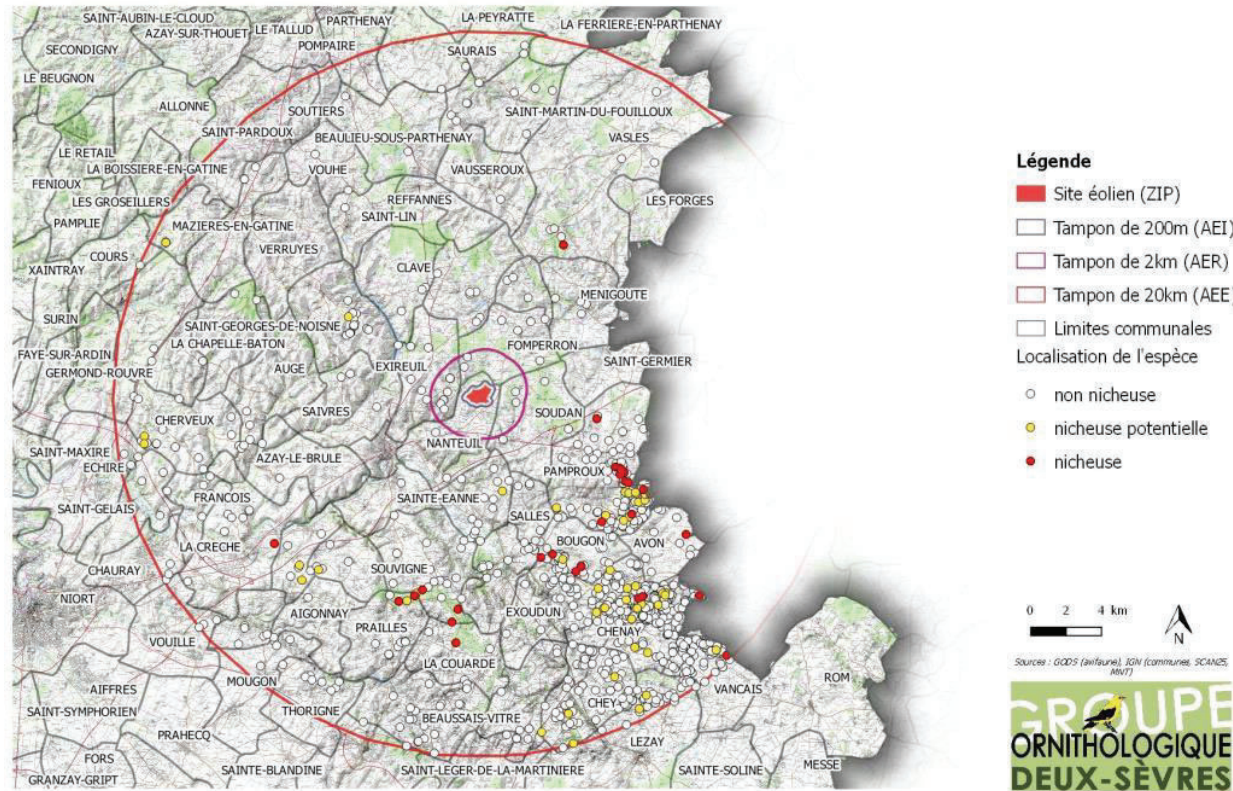 SAINT-AUBIN-LE-CLOUD
PARTHENAY
LA PEYRATTE
LA FERRIERE-EN-PARTHENAY
AZAY-SUR-THOUET
LE TALLUD
POMPAIRE
SECONDIGNY
SAURAIS
LE BEUGNON
ALLONNE
SOUTIERS
SAINT-MARTIN-DU-FOUILLOUX
SAINT-PARDOUX
BEAULIEU-SOUS-PARTHENAY
VASLES
LE RETAIL
LA BOISSIERE-EN-GATINE
VOUHE
VAUSSEROUX
FENIOUX
LES GROSEILLERS
REFFANNES
LES FORGES
PAMPLIE
MAZIERES-EN-GATINE
SAINT-LIN
COURS
VERRUYES
XAINTRAY
CLAVE
MENIGOUTE
SURIN
SAINT-GEORGES-DE-NOISNE
LA CHAPELLE-BATON
FOMPERRON
FAYE-SUR-ARDIN
SAINT-GERMIER
GERMOND-ROUVRE
AUGE
EXIREUIL
CHERVEUX
SAIVRES
SOUDAN
NANTEUIL
SAINT-MAXIRE
AZAY-LE-BRULE
ECHIRE
PAMPROUX
FRANCOIS
SAINTE-EANNE
SAINT-GELAIS
SALLES
LA CRECHE
BOUGON
AVON
CHAURAY
SOUVIGNE
NIORT
AIGONNAY
EXOUDUN
PRAILLES
CHENAY
VOUILLE
LA COUARDE
ROM
MOUGON
AIFFRES
VANCAIS
SAINT-SYMPHORIEN
THORIGNE
BEAUSSAIS-VITRE
CHEY
PRAHECQ
LEZAY
FORS
MESSE
SAINTE-BLANDINE
SAINT-LEGER-DE-LA-MARTINIERE
SAINTE-SOLINE
GRANZAY-GRIPT
Légende
Site éolien (ZIP)
Tampon de 200m (AEI)
Tampon de 2km (AER)
Tampon de 20km (AEE)
Limites communales
Localisation de l'espèce
non nicheuse
nicheuse potentielle
nicheuse
0 2 4 km
N
Sources : GODS (avifaune), IGN (communes, SCAN25, MNT)
GROUPE
ORNITHOLOGIQUE
DEUX-SÈVRES